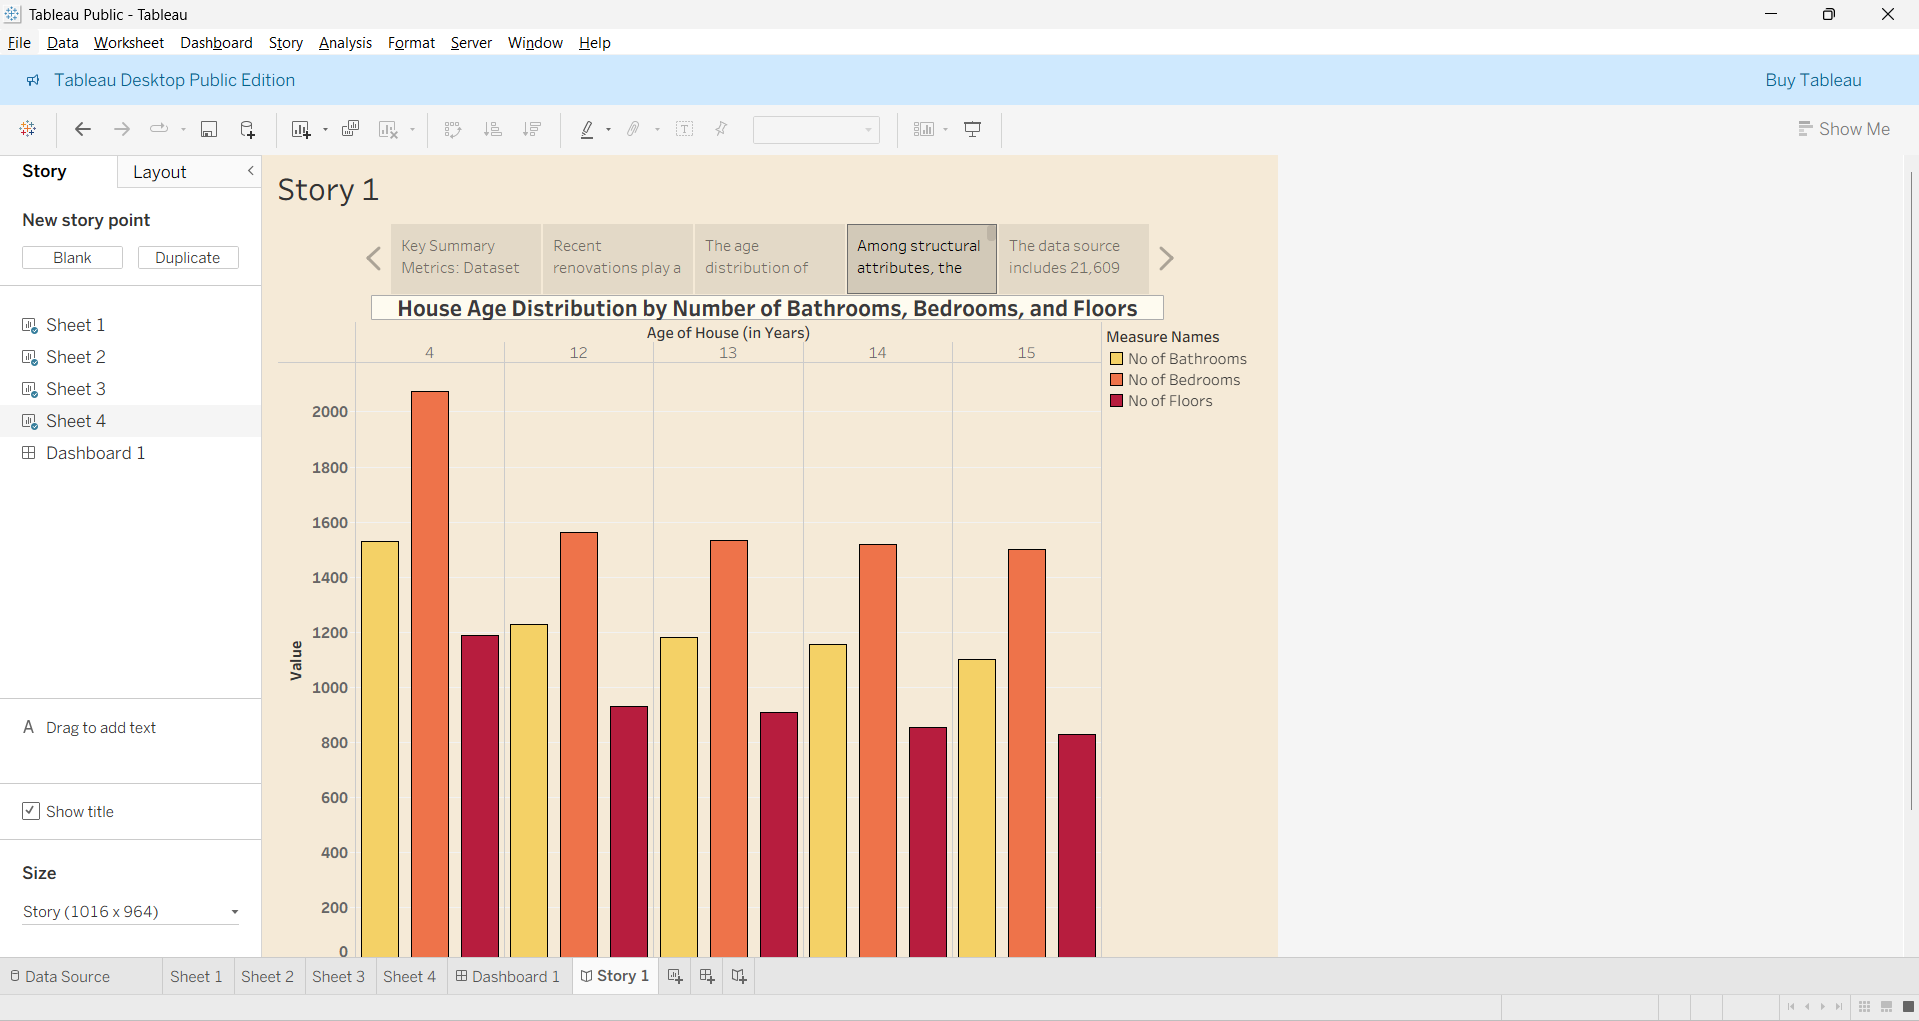 Tableau Public - Tableau
File Data Worksheet Dashboard Story Analysis Format Server Window Help
Tableau Desktop Public Edition
Buy Tableau
Show Me
Story
Layout
New story point
Blank
Duplicate
Sheet 1
Sheet 2
Sheet 3
Sheet 4
Dashboard 1
A Drag to add text
Show title
Size
Story (1016 x 964)
Story 1
Key Summary
Metrics: Dataset
Recent
renovations play a
The age
distribution of
Among structural
attributes, the
The data source
includes 21,609
House Age Distribution by Number of Bathrooms, Bedrooms, and Floors
Age of House (in Years)
4 12 13 14 15
Measure Names
No of Bathrooms
No of Bedrooms
No of Floors
Value
2000
1800
1600
1400
1200
1000
800
600
400
200
0
Data Source Sheet 1 Sheet 2 Sheet 3 Sheet 4 Dashboard 1 Story 1